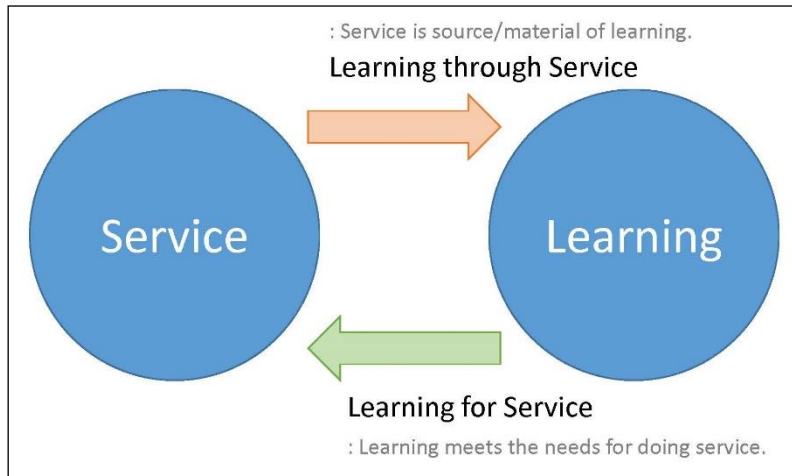 : Service is source/material of learning.
Learning through Service
Service
Learning
Learning for Service
: Learning meets the needs for doing service.